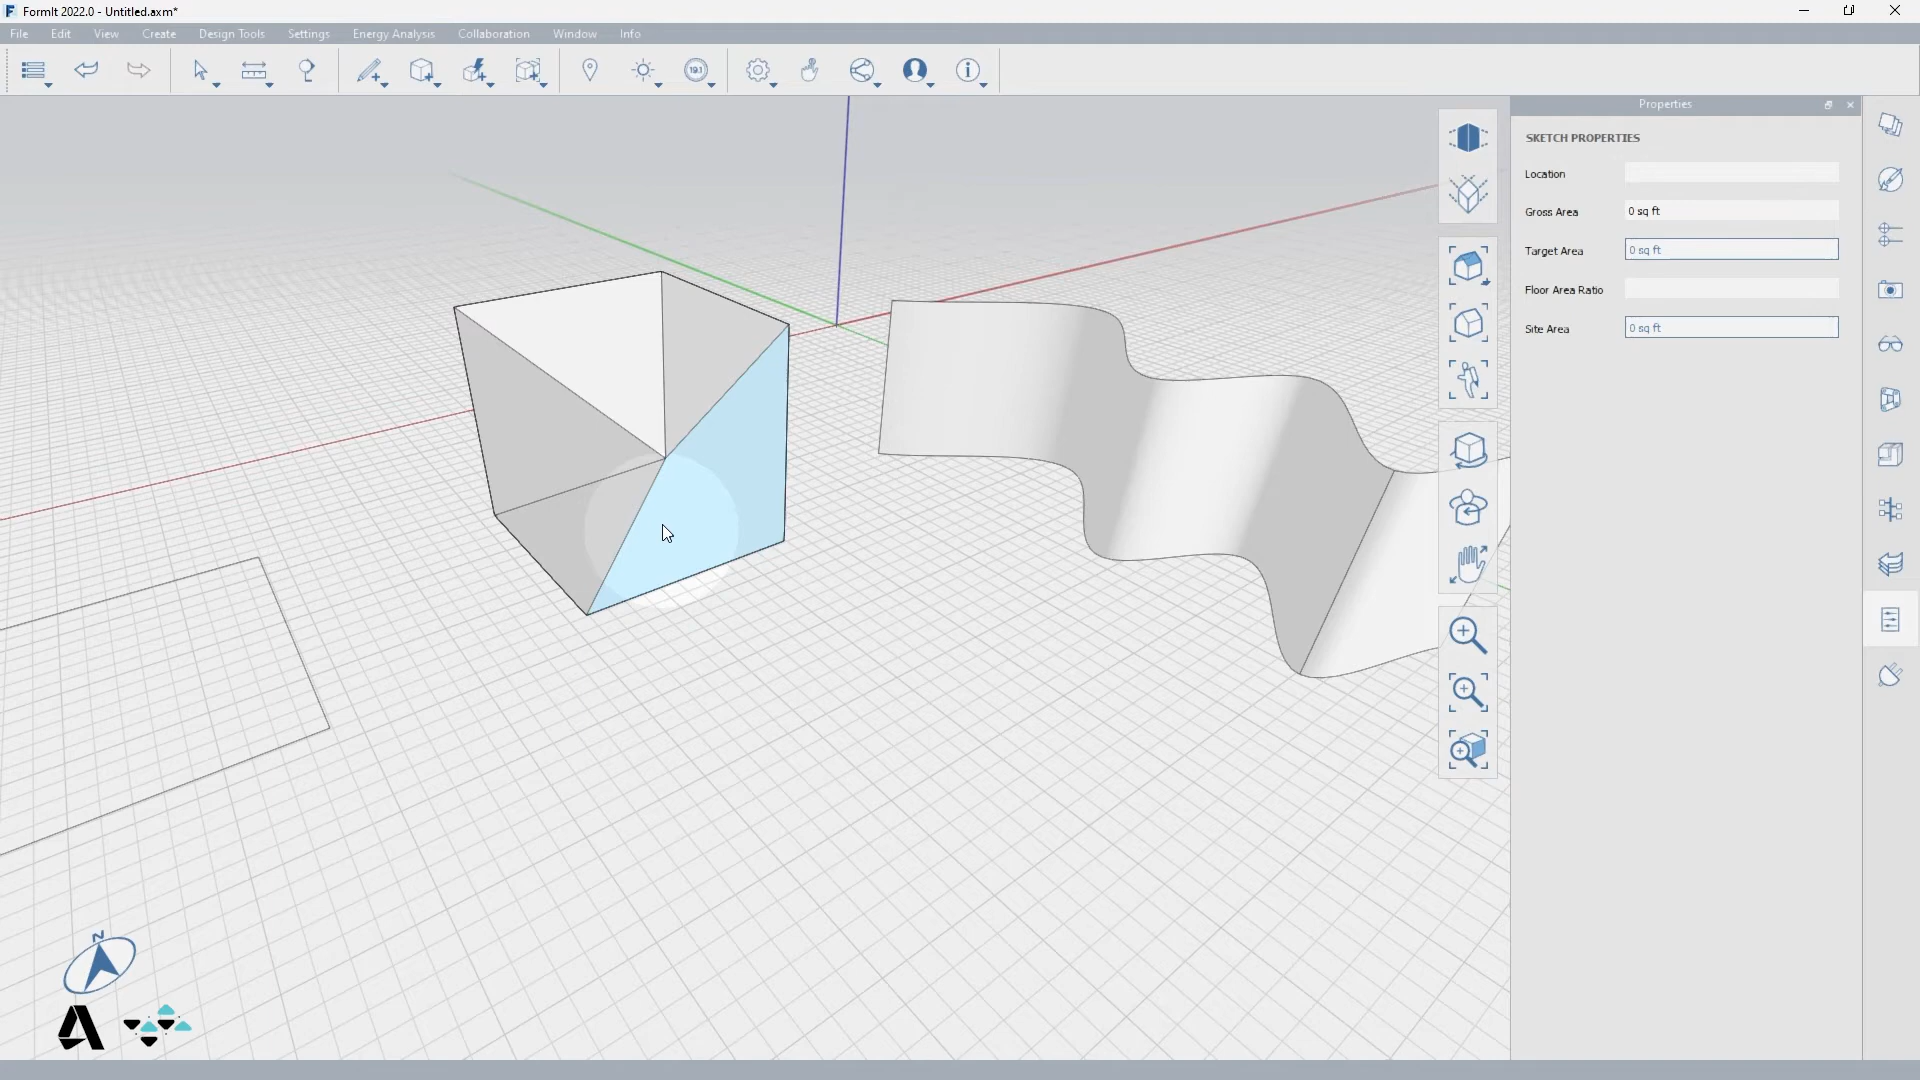 FormIt 2022.0 - Untitled.axm*
File Edit View Create Design Tools Settings Energy Analysis Collaboration Window Info
191
Properties
SKETCH PROPERTIES
Location
Gross Area 0 sq ft
Target Area 0 sq ft
Floor Area Ratio
Site Area 0 sq ft
N